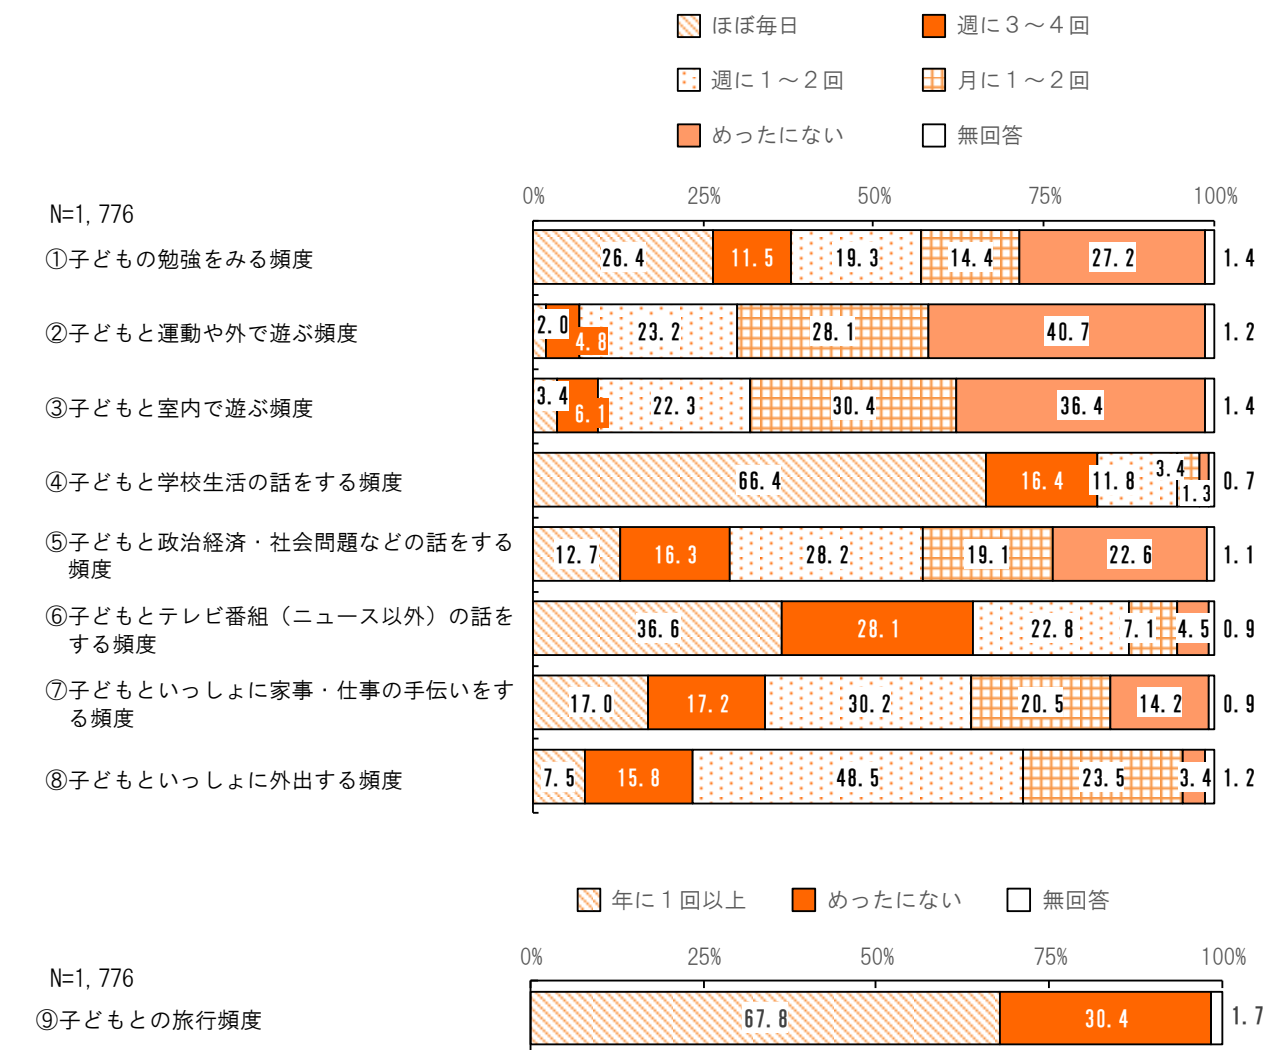 ほぼ毎日 週に３～４回
週に１～２回 月に１～２回
めったにない 無回答
0% 25% 50% 75% 100%
N=1,776
①子どもの勉強をみる頻度 26.4 11.5 19.3 14.4 27.2 1.4
②子どもと運動や外で遊ぶ頻度 2.0 4.8 23.2 28.1 40.7 1.2
③子どもと室内で遊ぶ頻度 3.4 6.1 22.3 30.4 36.4 1.4
④子どもと学校生活の話をする頻度 66.4 16.4 11.8 3.4 1.3 0.7
⑤子どもと政治経済・社会問題などの話をする
頻度 12.7 16.3 28.2 19.1 22.6 1.1
⑥子どもとテレビ番組（ニュース以外）の話を
する頻度 36.6 28.1 22.8 7.1 4.5 0.9
⑦子どもといっしょに家事・仕事の手伝いをす
る頻度 17.0 17.2 30.2 20.5 14.2 0.9
⑧子どもといっしょに外出する頻度 7.5 15.8 48.5 23.5 3.4 1.2
年に１回以上 めったにない 無回答
0% 25% 50% 75% 100%
N=1,776
⑨子どもとの旅行頻度 67.8 30.4 1.7